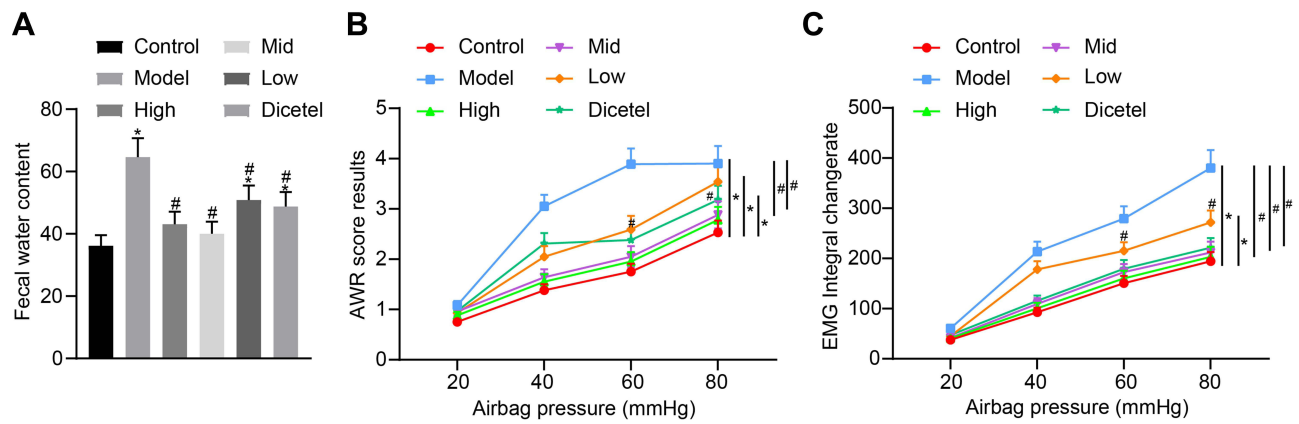 A
Control
Mid
Model
Low
High
Dicetel
Fecal water content
80
60
40
20
0
*
#
#
#
*
#
*
B
Control
Mid
Model
Low
High
Dicetel
AWR score results
5
4
3
2
1
0
#
#
*
*
*
#
#
20 40 60 80
Airbag pressure (mmHg)
C
Control
Mid
Model
Low
High
Dicetel
EMG Integral changerate
500
400
300
200
100
0
#
#
*
*
#
#
#
20 40 60 80
Airbag pressure (mmHg)